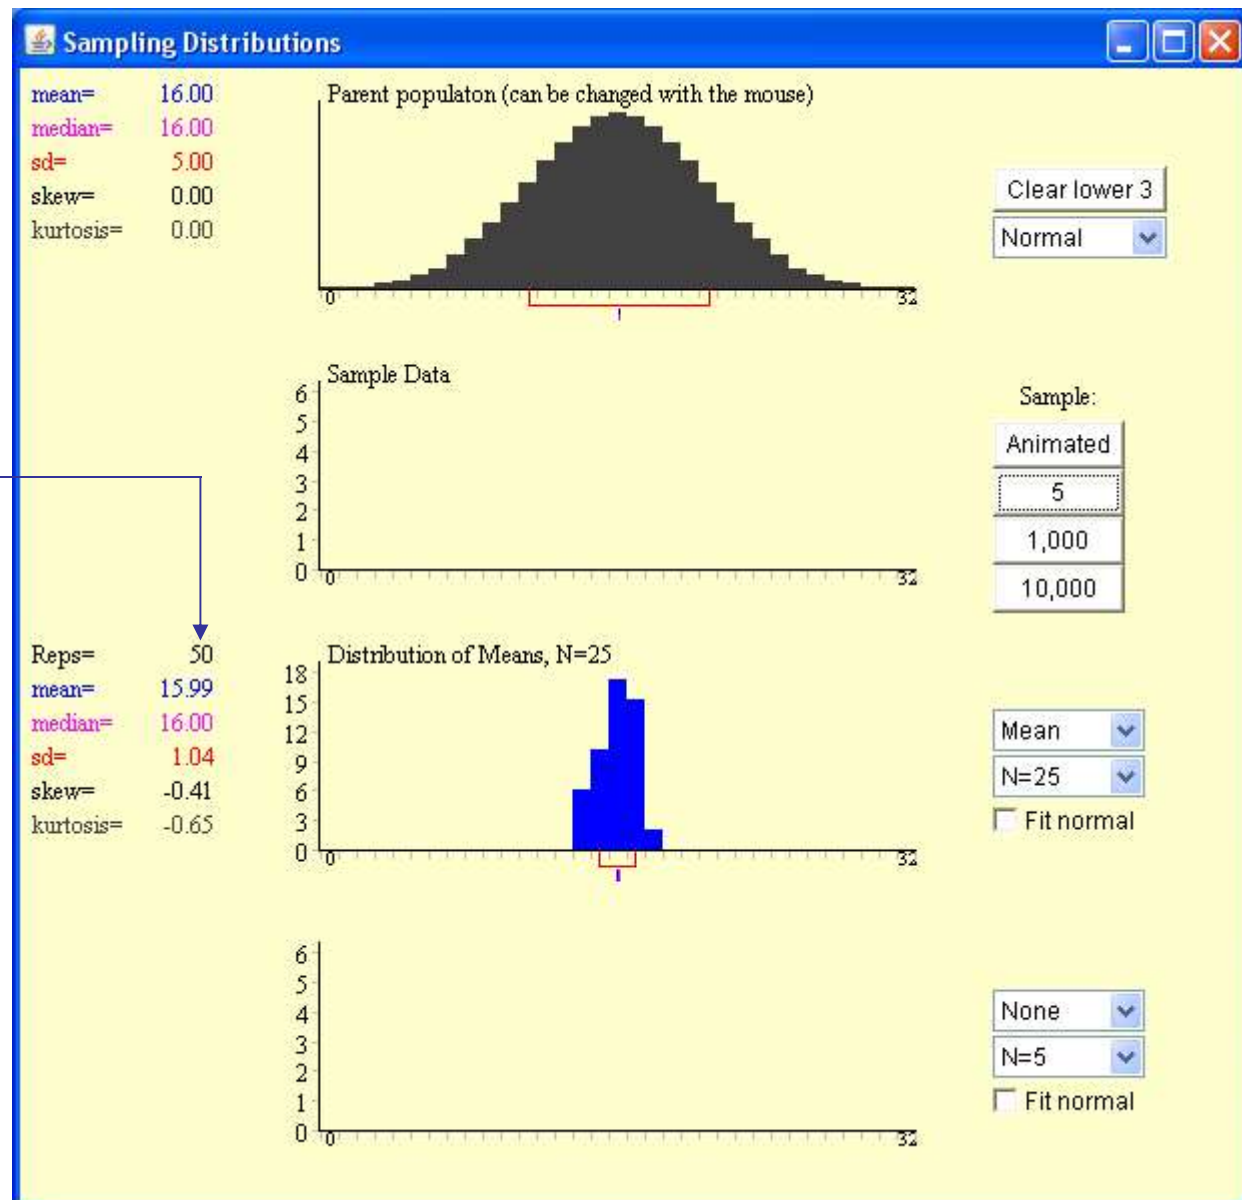 Sampling Distributions
mean= 16.00
median= 16.00
sd= 5.00
skew= 0.00
kurtosis= 0.00
Parent populaton (can be changed with the mouse)
0 32
Clear lower 3
Normal
Sample Data
6
5
4
3
2
1
0
0 32
Sample:
Animated
5
1,000
10,000
Reps= 50
mean= 15.99
median= 16.00
sd= 1.04
skew= -0.41
kurtosis= -0.65
Distribution of Means, N=25
18
15
12
9
6
3
0
0 32
Mean
N=25
Fit normal
6
5
4
3
2
1
0
0 32
None
N=5
Fit normal